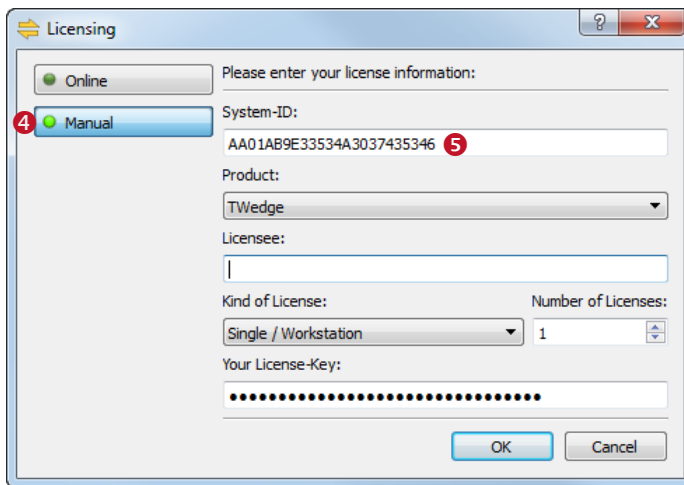 Licensing
?
Online
4 Manual
Please enter your license information:
System-ID:
AA01AB9E33534A3037435346 5
Product:
TWedge
Licensee:
Kind of License: Number of Licenses:
Single / Workstation 1
Your License-Key:
••••••••••••••••••••••••••••••••
OK Cancel